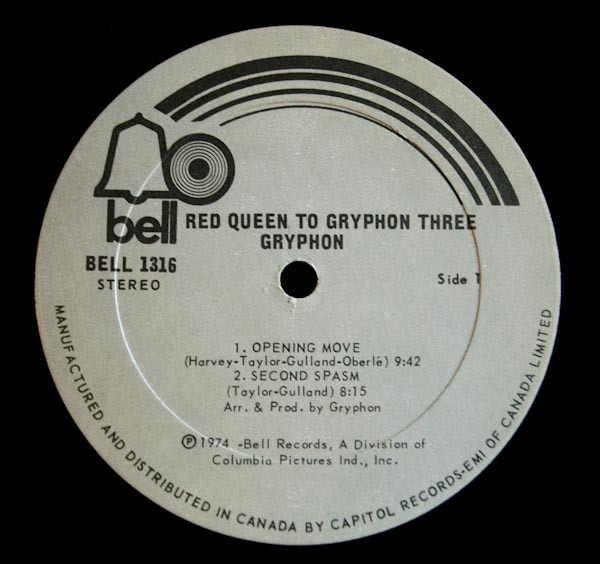 bell
RED QUEEN TO GRYPHON THREE
GRYPHON
BELL 1316
STEREO
Side 1
1. OPENING MOVE
(Harvey-Taylor-Gulland-Oberlé) 9:42
2. SECOND SPASM
(Taylor-Gulland) 8:15
Arr. & Prod. by Gryphon
℗ 1974 -Bell Records, A Division of
Columbia Pictures Ind., Inc.
MANUFACTURED AND DISTRIBUTED IN CANADA BY CAPITOL RECORDS-EMI OF CANADA LIMITED